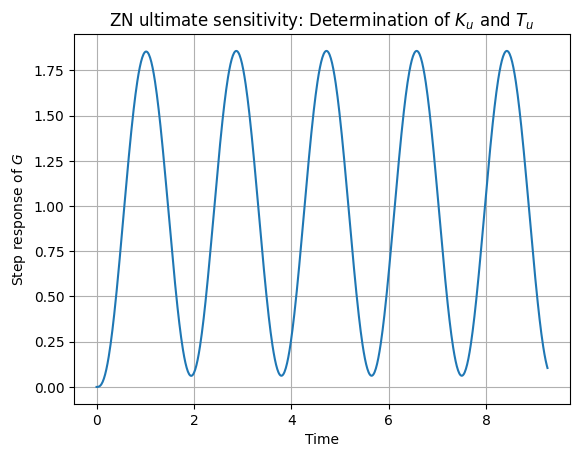 ZN ultimate sensitivity: Determination of $K_u$ and $T_u$
Step response of $G$
1.75
1.50
1.25
1.00
0.75
0.50
0.25
0.00
0 2 4 6 8
Time